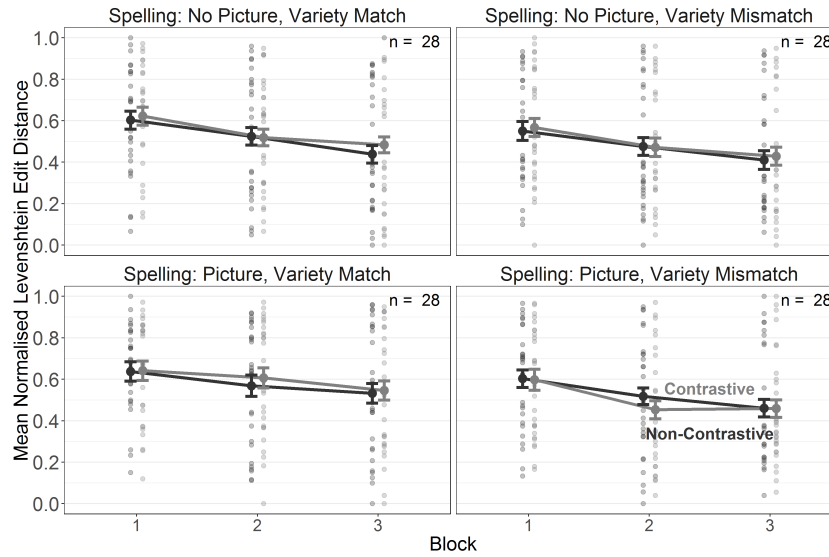 Spelling: No Picture, Variety Match
Spelling: No Picture, Variety Mismatch
n = 28
n = 28
1.0
0.8
0.6
0.4
0.2
0.0
Spelling: Picture, Variety Match
Spelling: Picture, Variety Mismatch
n = 28
n = 28
1.0
0.8
0.6
0.4
0.2
0.0
Contrastive
Non-Contrastive
Mean Normalised Levenshtein Edit Distance
1 2 3
1 2 3
Block